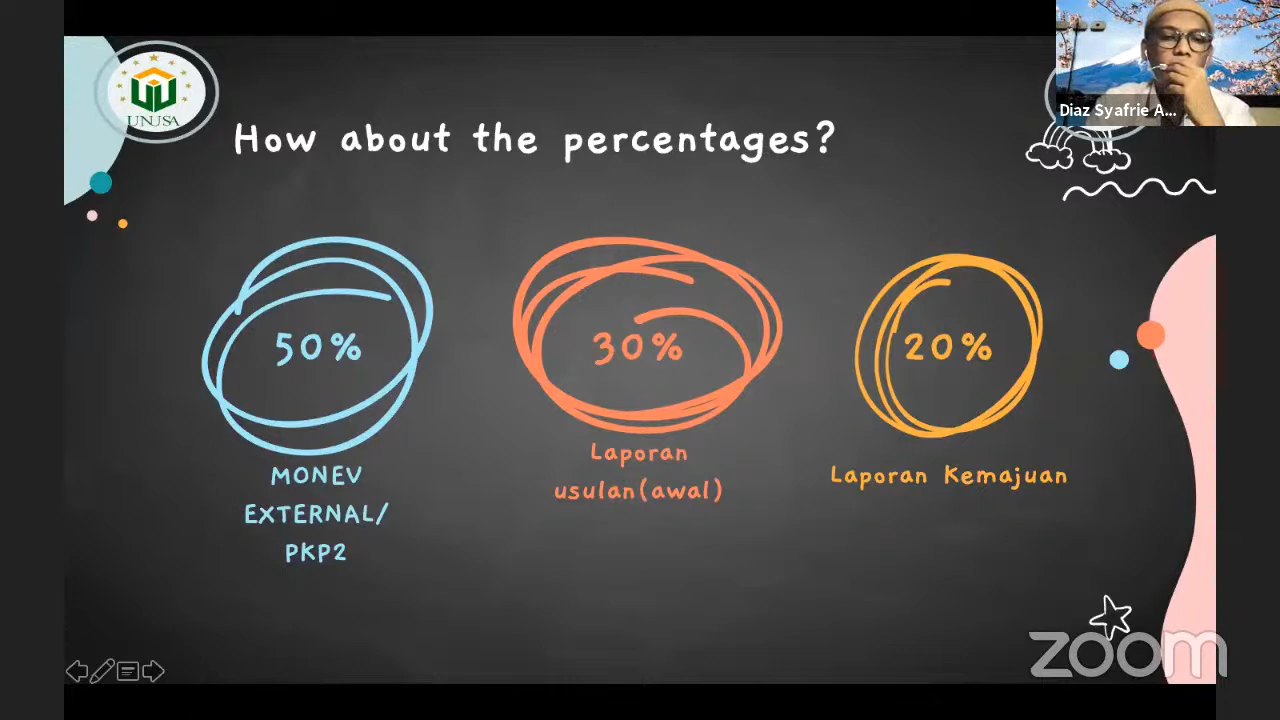 UNUSA
How about the percentages?
Diaz Syafrie A...
50%
30%
20%
MONEV
EXTERNAL/
PKP2
Laporan
usulan(awal)
Laporan Kemajuan
zoom